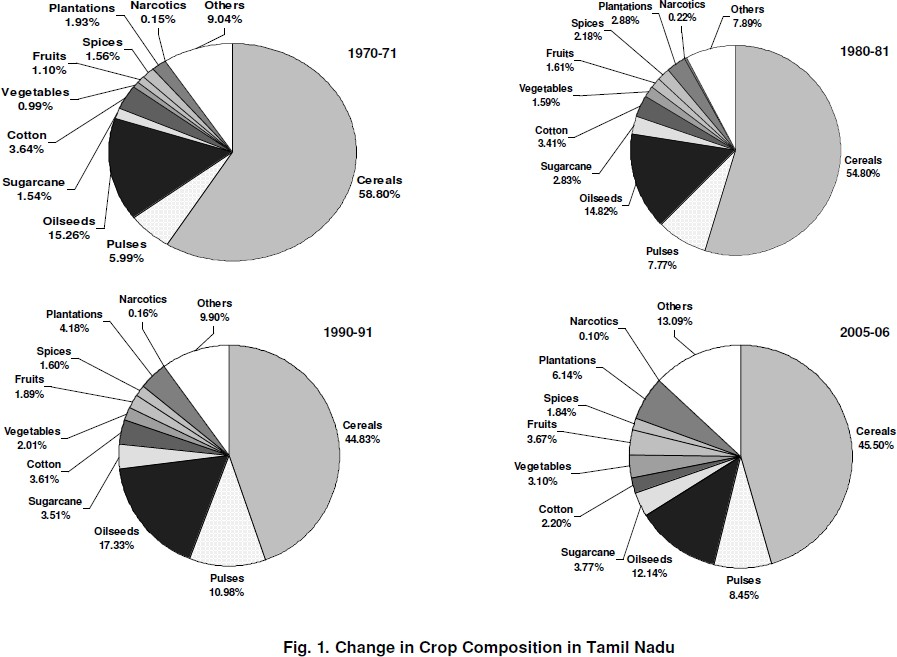 1970-71
Cereals
58.80%
Pulses
5.99%
Oilseeds
15.26%
Sugarcane
1.54%
Cotton
3.64%
Vegetables
0.99%
Fruits
1.10%
Spices
1.56%
Plantations
1.93%
Narcotics
0.15%
Others
9.04%
1980-81
Cereals
54.80%
Pulses
7.77%
Oilseeds
14.82%
Sugarcane
2.83%
Cotton
3.41%
Vegetables
1.59%
Fruits
1.61%
Spices
2.18%
Plantations
2.88%
Narcotics
0.22%
Others
7.89%
1990-91
Cereals
44.83%
Pulses
10.98%
Oilseeds
17.33%
Sugarcane
3.51%
Cotton
3.61%
Vegetables
2.01%
Fruits
1.89%
Spices
1.60%
Plantations
4.18%
Narcotics
0.16%
Others
9.90%
2005-06
Cereals
45.50%
Pulses
8.45%
Oilseeds
12.14%
Sugarcane
3.77%
Cotton
2.20%
Vegetables
3.10%
Fruits
3.67%
Spices
1.84%
Plantations
6.14%
Narcotics
0.10%
Others
13.09%
Fig. 1. Change in Crop Composition in Tamil Nadu